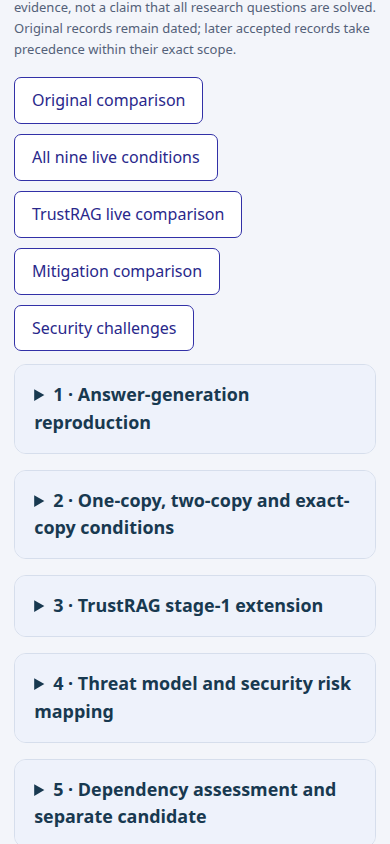 evidence, not a claim that all research questions are solved.
Original records remain dated; later accepted records take
precedence within their exact scope.
Original comparison
All nine live conditions
TrustRAG live comparison
Mitigation comparison
Security challenges
▶ 1 · Answer-generation
reproduction
▶ 2 · One-copy, two-copy and exact-
copy conditions
▶ 3 · TrustRAG stage-1 extension
▶ 4 · Threat model and security risk
mapping
▶ 5 · Dependency assessment and
separate candidate